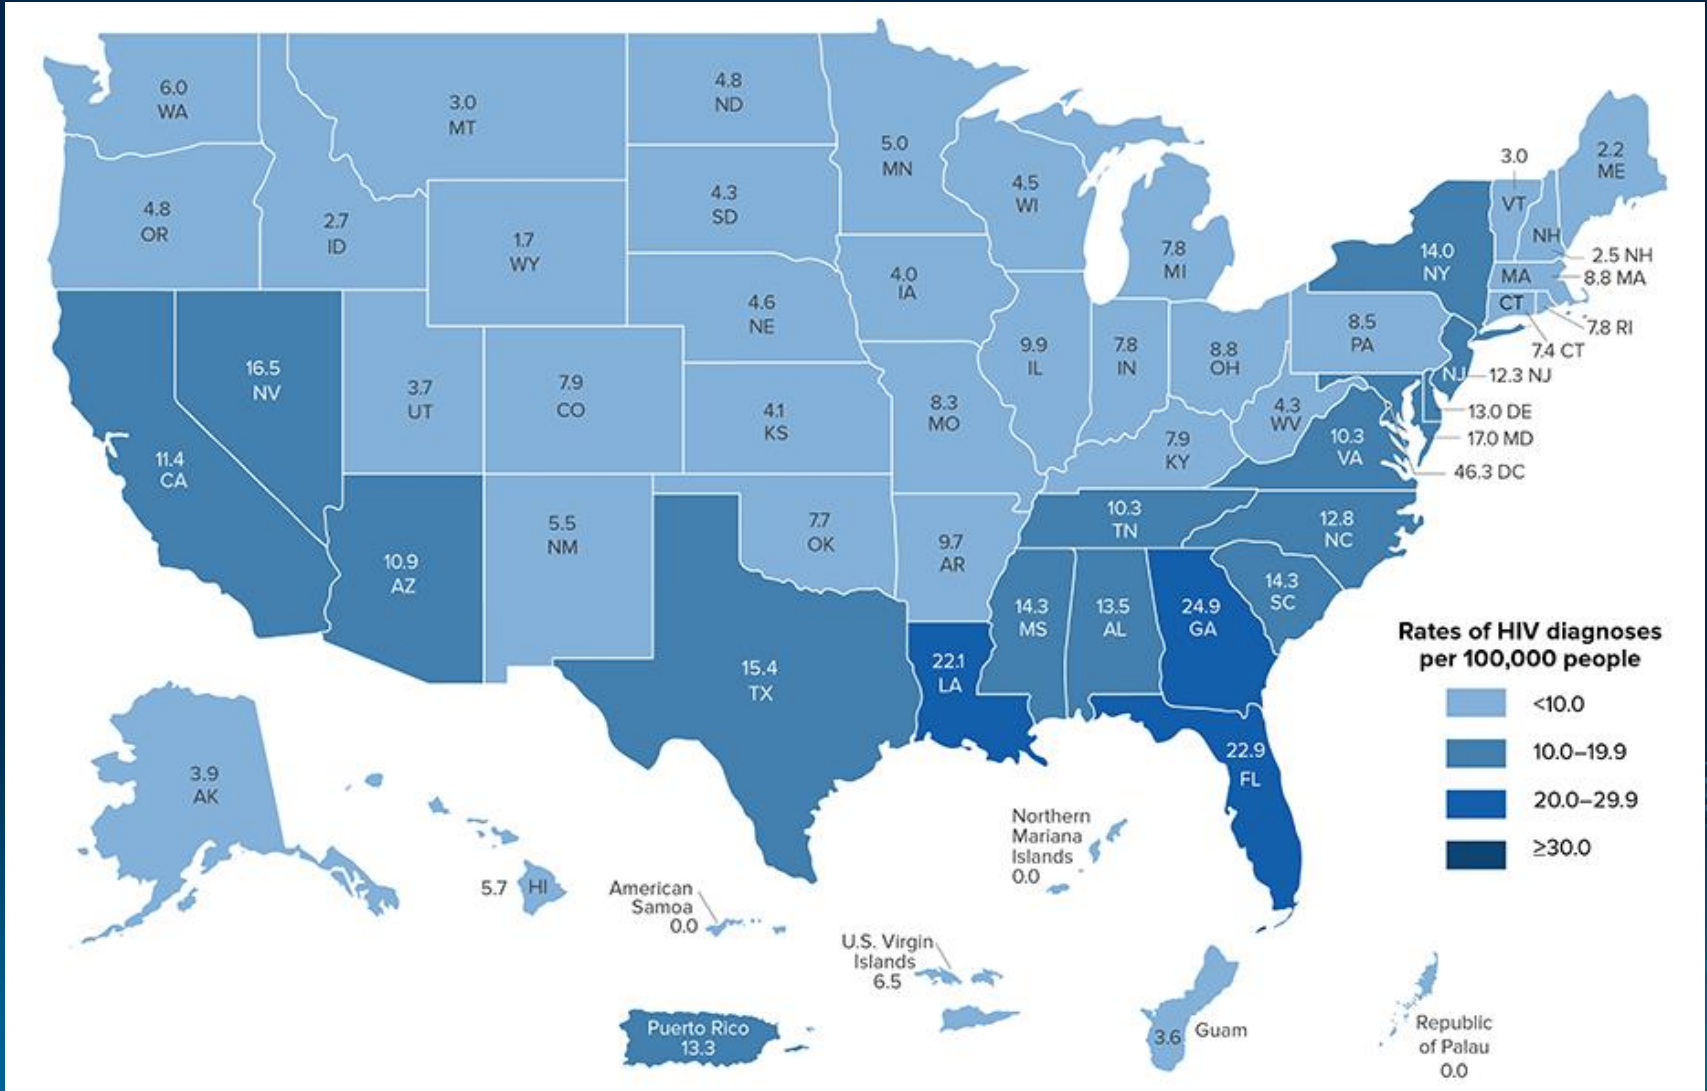 6.0
WA
3.0
MT
4.8
ND
5.0
MN
4.8
OR
2.7
ID
1.7
WY
4.3
SD
4.5
WI
7.8
MI
3.0
VT
2.2
ME
NH
2.5 NH
14.0
NY
MA
8.8 MA
CT
7.8 RI
7.4 CT
4.0
IA
4.6
NE
16.5
NV
3.7
UT
7.9
CO
9.9
IL
7.8
IN
8.8
OH
8.5
PA
NJ
12.3 NJ
13.0 DE
17.0 MD
46.3 DC
11.4
CA
4.1
KS
8.3
MO
7.9
KY
4.3
WV
10.3
VA
10.9
AZ
5.5
NM
7.7
OK
9.7
AR
10.3
TN
12.8
NC
14.3
SC
15.4
TX
22.1
LA
14.3
MS
13.5
AL
24.9
GA
22.9
FL
Rates of HIV diagnoses
per 100,000 people
<10.0
10.0–19.9
20.0–29.9
≥30.0
3.9
AK
5.7
HI
American
Samoa
0.0
Northern
Mariana
Islands
0.0
U.S. Virgin
Islands
6.5
Puerto Rico
13.3
3.6
Guam
Republic
of Palau
0.0